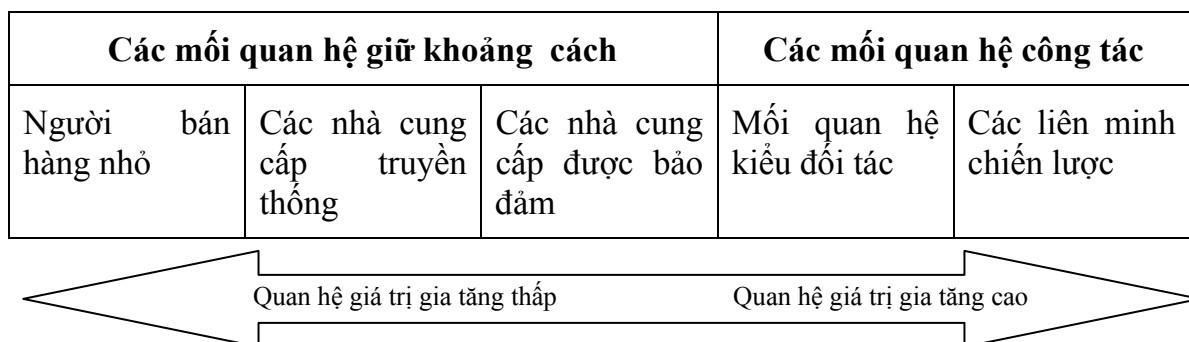 Các mối quan hệ giữ khoảng cách
Các mối quan hệ công tác
Người bán
hàng nhỏ
Các nhà cung
cấp truyền
thống
Các nhà cung
cấp được bảo
đảm
Mối quan hệ
kiểu đối tác
Các liên minh
chiến lược
Quan hệ giá trị gia tăng thấp
Quan hệ giá trị gia tăng cao